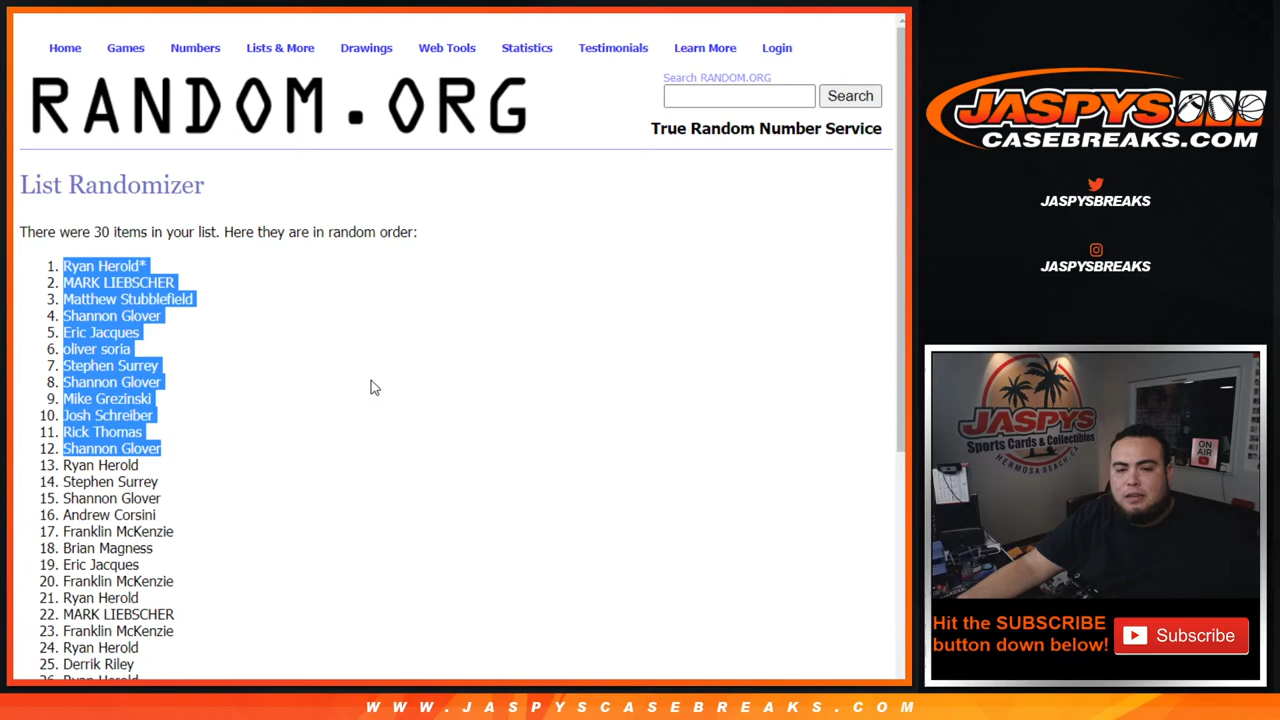 Home Games Numbers Lists & More Drawings Web Tools Statistics Testimonials Learn More Login
RANDOM.ORG
Search RANDOM.ORG
Search
True Random Number Service
List Randomizer
There were 30 items in your list. Here they are in random order:
1. Ryan Herold*
2. MARK LIEBSCHER
3. Matthew Stubblefield
4. Shannon Glover
5. Eric Jacques
6. oliver soria
7. Stephen Surrey
8. Shannon Glover
9. Mike Grezinski
10. Josh Schreiber
11. Rick Thomas
12. Shannon Glover
13. Ryan Herold
14. Stephen Surrey
15. Shannon Glover
16. Andrew Corsini
17. Franklin McKenzie
18. Brian Magness
19. Eric Jacques
20. Franklin McKenzie
21. Ryan Herold
22. MARK LIEBSCHER
23. Franklin McKenzie
24. Ryan Herold
25. Derrik Riley
26. Ryan Herold
JASPYS
CASEBREAKS.COM
JASPYSBREAKS
JASPYSBREAKS
JASPYS
Sports Cards & Collectibles
HERMOSA BEACH CA
ON
AIR
Hit the SUBSCRIBE
button down below!
Subscribe
WWW.JASPYSCASEBREAKS.COM